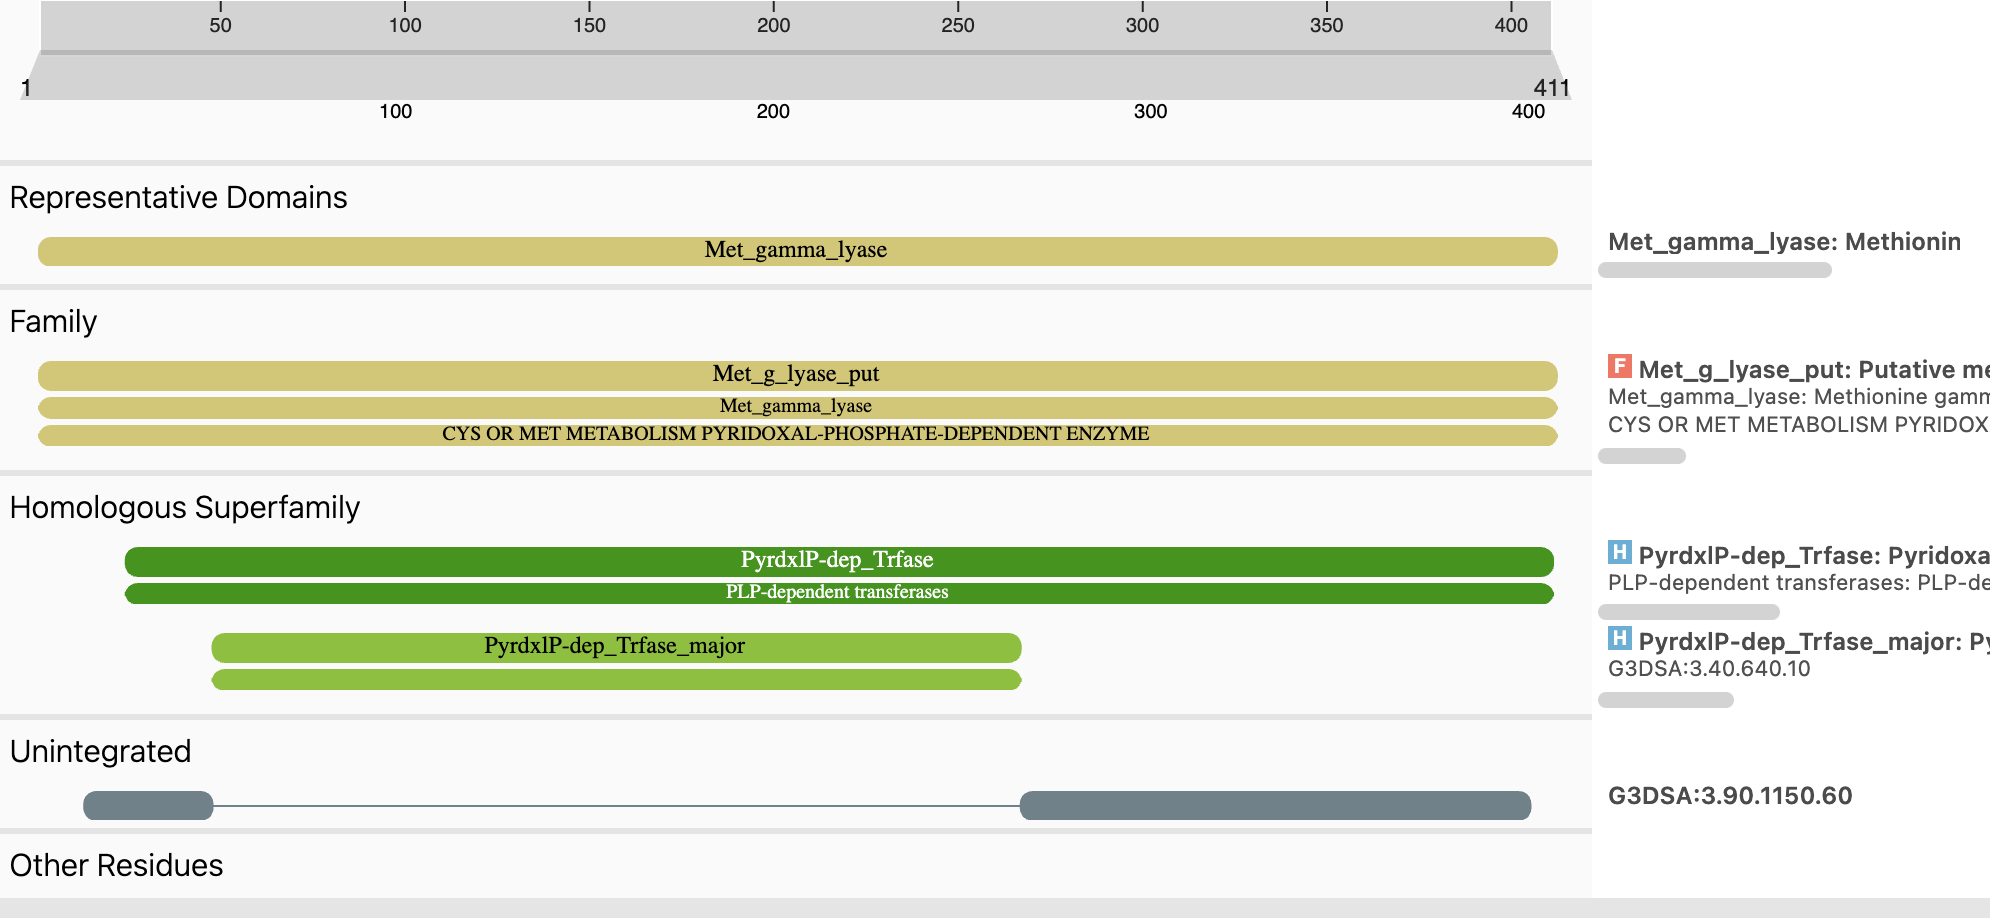 50 100 150 200 250 300 350 400
1 411
100 200 300 400
Representative Domains
Met_gamma_lyase
Met_gamma_lyase: Methionin
Family
Met_g_lyase_put
F Met_g_lyase_put: Putative me
Met_gamma_lyase
Met_gamma_lyase: Methionine gamm
CYS OR MET METABOLISM PYRIDOXAL-PHOSPHATE-DEPENDENT ENZYME
CYS OR MET METABOLISM PYRIDOX
Homologous Superfamily
PyrdxlP-dep_Trfase
H PyrdxlP-dep_Trfase: Pyridoxa
PLP-dependent transferases
PLP-dependent transferases: PLP-de
PyrdxlP-dep_Trfase_major
H PyrdxlP-dep_Trfase_major: Py
G3DSA:3.40.640.10
Unintegrated
G3DSA:3.90.1150.60
Other Residues